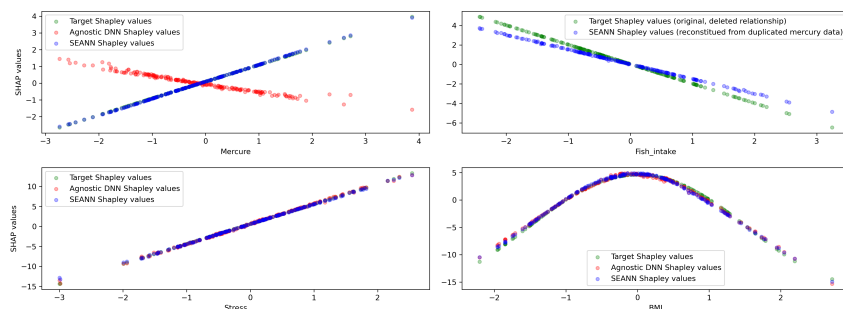 Target Shapley values
Agnostic DNN Shapley values
SEANN Shapley values
SHAP values
4
3
2
1
0
−1
−2
−3
−2
−1
0
1
2
3
4
Mercure
Target Shapley values (original, deleted relationship)
SEANN Shapley values (reconstitued from duplicated mercury data)
4
2
0
−2
−4
−6
−2
−1
0
1
2
3
Fish_intake
Target Shapley values
Agnostic DNN Shapley values
SEANN Shapley values
SHAP values
10
5
0
−5
−10
−15
−3
−2
−1
0
1
2
Stress
Target Shapley values
Agnostic DNN Shapley values
SEANN Shapley values
5
0
−5
−10
−15
−2
−1
0
1
2
BMI